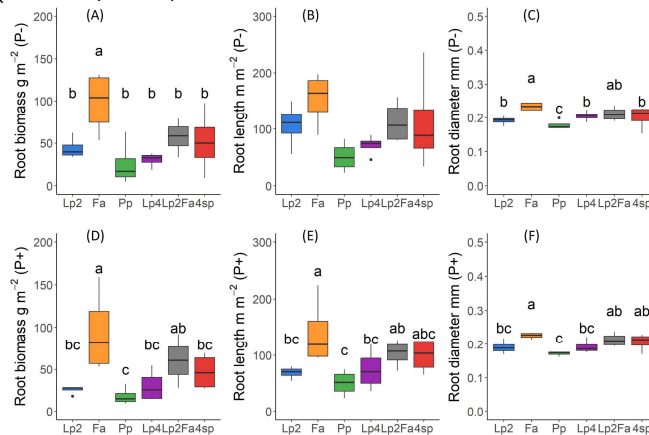 (A)
Root biomass g m⁻² (P-)
200
150
100
50
0
b a b b b b
Lp2 Fa Pp Lp4 Lp2Fa 4sp
(B)
Root length m m⁻² (P-)
300
200
100
0
Lp2 Fa Pp Lp4 Lp2Fa 4sp
(C)
Root diameter mm (P-)
0.5
0.4
0.3
0.2
0.1
0.0
b a c b ab b
Lp2 Fa Pp Lp4 Lp2Fa 4sp
(D)
Root biomass g m⁻² (P+)
200
150
100
50
0
bc a c bc ab bc
Lp2 Fa Pp Lp4 Lp2Fa 4sp
(E)
Root length m m⁻² (P+)
300
200
100
0
bc a c bc ab abc
Lp2 Fa Pp Lp4 Lp2Fa 4sp
(F)
Root diameter mm (P+)
0.5
0.4
0.3
0.2
0.1
0.0
bc a c bc ab ab
Lp2 Fa Pp Lp4 Lp2Fa 4sp